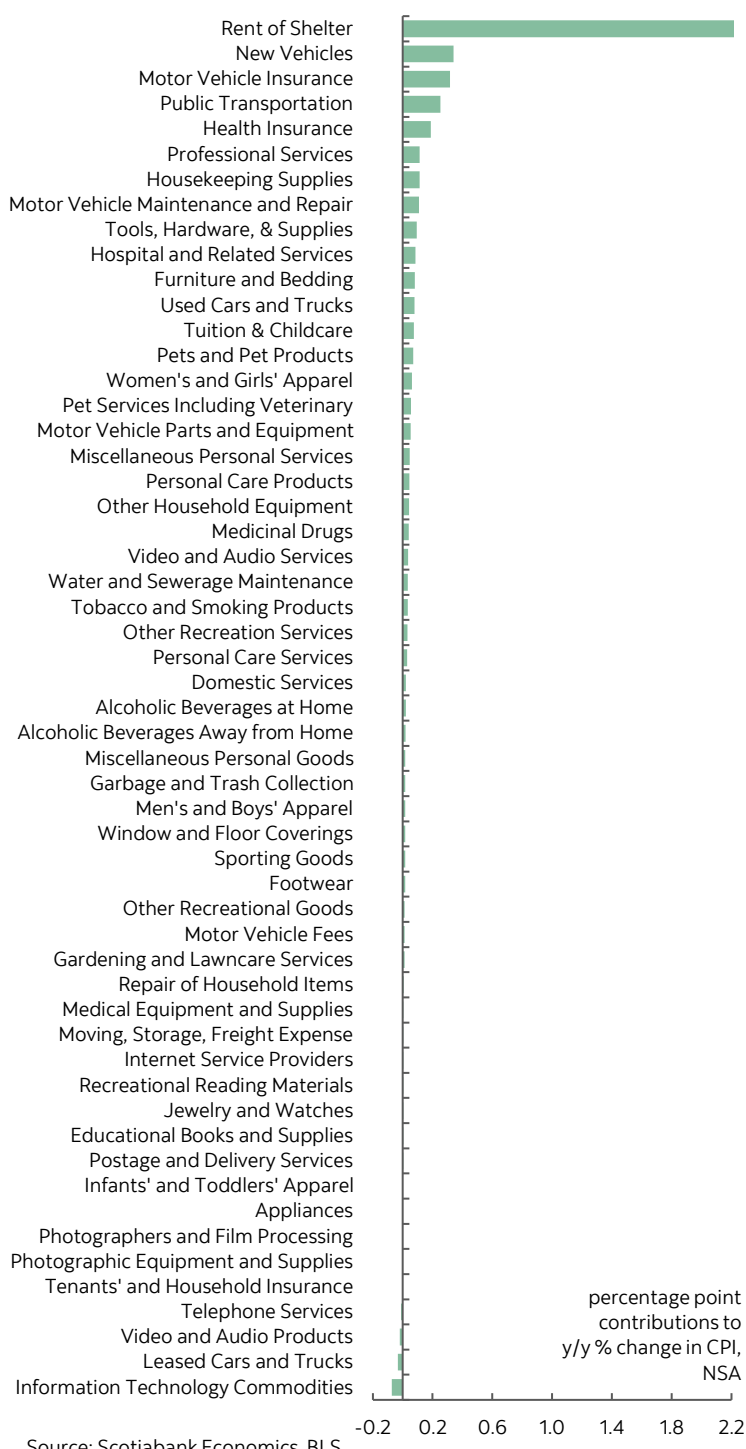 Rent of Shelter
New Vehicles
Motor Vehicle Insurance
Public Transportation
Health Insurance
Professional Services
Housekeeping Supplies
Motor Vehicle Maintenance and Repair
Tools, Hardware, & Supplies
Hospital and Related Services
Furniture and Bedding
Used Cars and Trucks
Tuition & Childcare
Pets and Pet Products
Women's and Girls' Apparel
Pet Services Including Veterinary
Motor Vehicle Parts and Equipment
Miscellaneous Personal Services
Personal Care Products
Other Household Equipment
Medicinal Drugs
Video and Audio Services
Water and Sewerage Maintenance
Tobacco and Smoking Products
Other Recreation Services
Personal Care Services
Domestic Services
Alcoholic Beverages at Home
Alcoholic Beverages Away from Home
Miscellaneous Personal Goods
Garbage and Trash Collection
Men's and Boys' Apparel
Window and Floor Coverings
Sporting Goods
Footwear
Other Recreational Goods
Motor Vehicle Fees
Gardening and Lawncare Services
Repair of Household Items
Medical Equipment and Supplies
Moving, Storage, Freight Expense
Internet Service Providers
Recreational Reading Materials
Jewelry and Watches
Educational Books and Supplies
Postage and Delivery Services
Infants' and Toddlers' Apparel
Appliances
Photographers and Film Processing
Photographic Equipment and Supplies
Tenants' and Household Insurance
Telephone Services
Video and Audio Products
Leased Cars and Trucks
Information Technology Commodities
percentage point
contributions to
y/y % change in CPI,
NSA
-0.2 0.2 0.6 1.0 1.4 1.8 2.2
Source: Scotiabank Economics, BLS